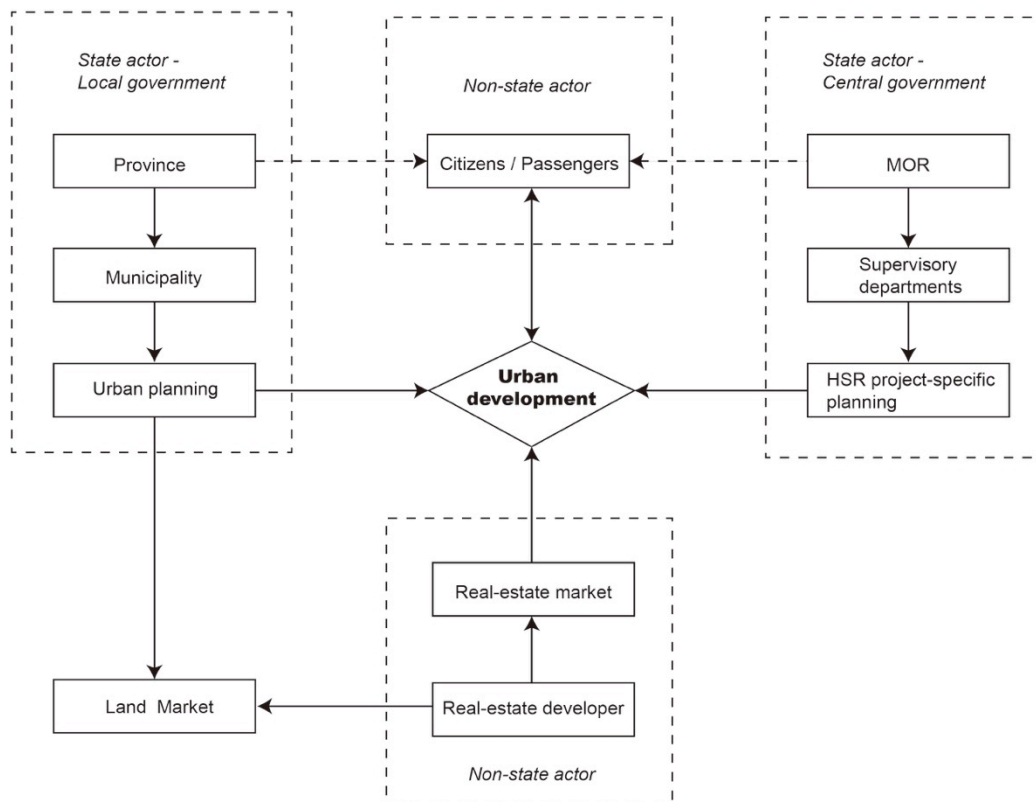 State actor -
Local government
Non-state actor
State actor -
Central government
Province
Citizens / Passengers
MOR
Municipality
Supervisory
departments
Urban planning
Urban
development
HSR project-specific
planning
Real-estate market
Land Market
Real-estate developer
Non-state actor